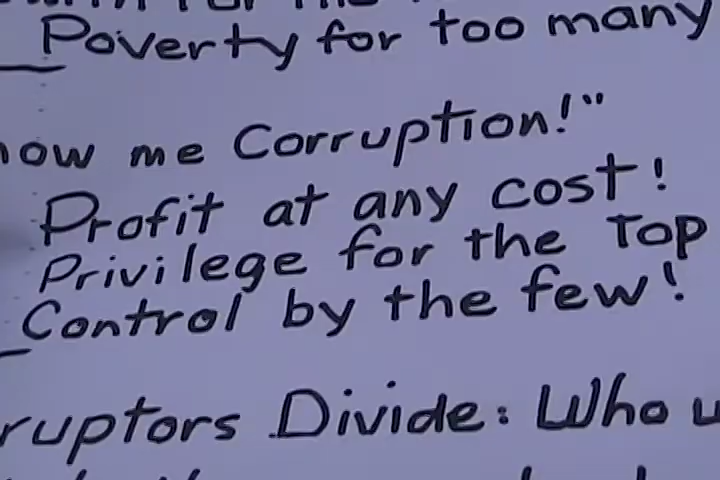 Poverty for too many
me Corruption!"
Profit at any cost!
Privilege for the Top
Control by the few!
Divide: Who